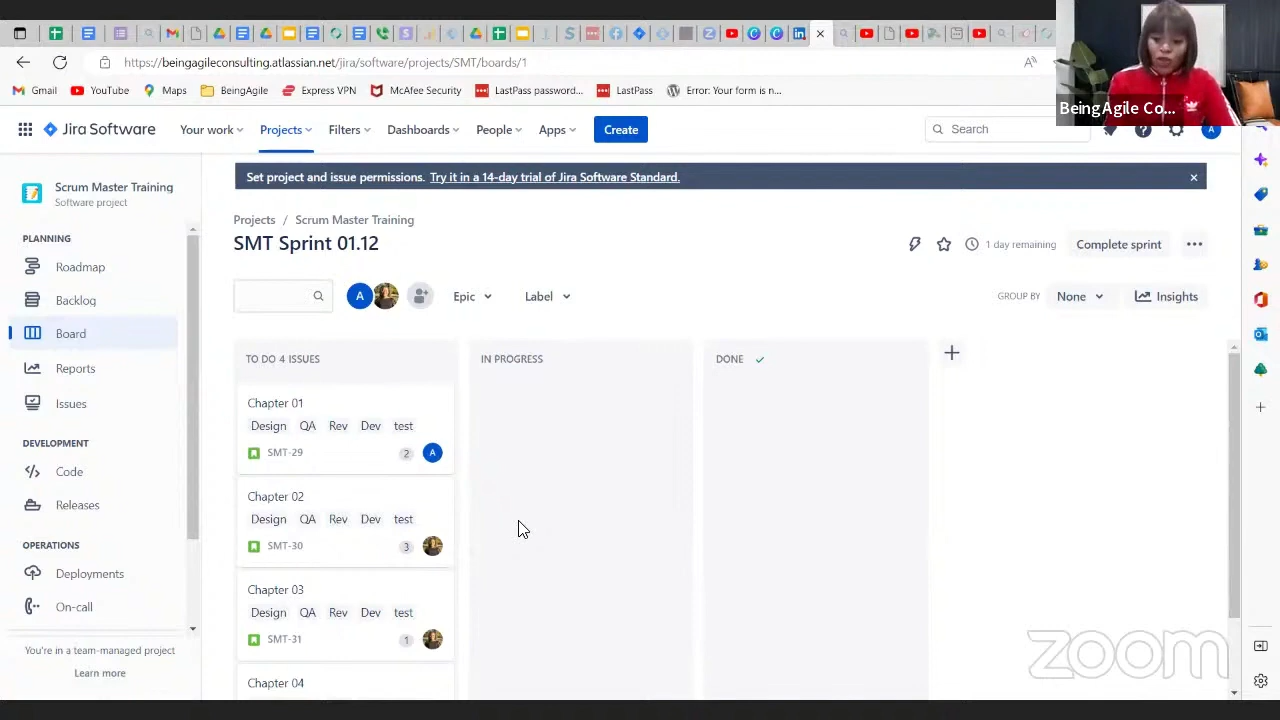 https://beingagileconsulting.atlassian.net/jira/software/projects/SMT/boards/1
Gmail YouTube Maps BeingAgile Express VPN McAfee Security LastPass password... LastPass Error: Your form is n...
BeingAgile Co...
Jira Software Your work Projects Filters Dashboards People Apps Create Search A
Scrum Master Training
Software project
Set project and issue permissions. Try it in a 14-day trial of Jira Software Standard.
PLANNING
Roadmap
Backlog
Board
Reports
Issues
DEVELOPMENT
Code
Releases
OPERATIONS
Deployments
On-call
You're in a team-managed project
Learn more
Projects / Scrum Master Training
SMT Sprint 01.12
1 day remaining Complete sprint
A Epic Label GROUP BY None Insights
TO DO 4 ISSUES IN PROGRESS DONE
Chapter 01
Design QA Rev Dev test
SMT-29 2 A
Chapter 02
Design QA Rev Dev test
SMT-30 3
Chapter 03
Design QA Rev Dev test
SMT-31 1
Chapter 04
zoom